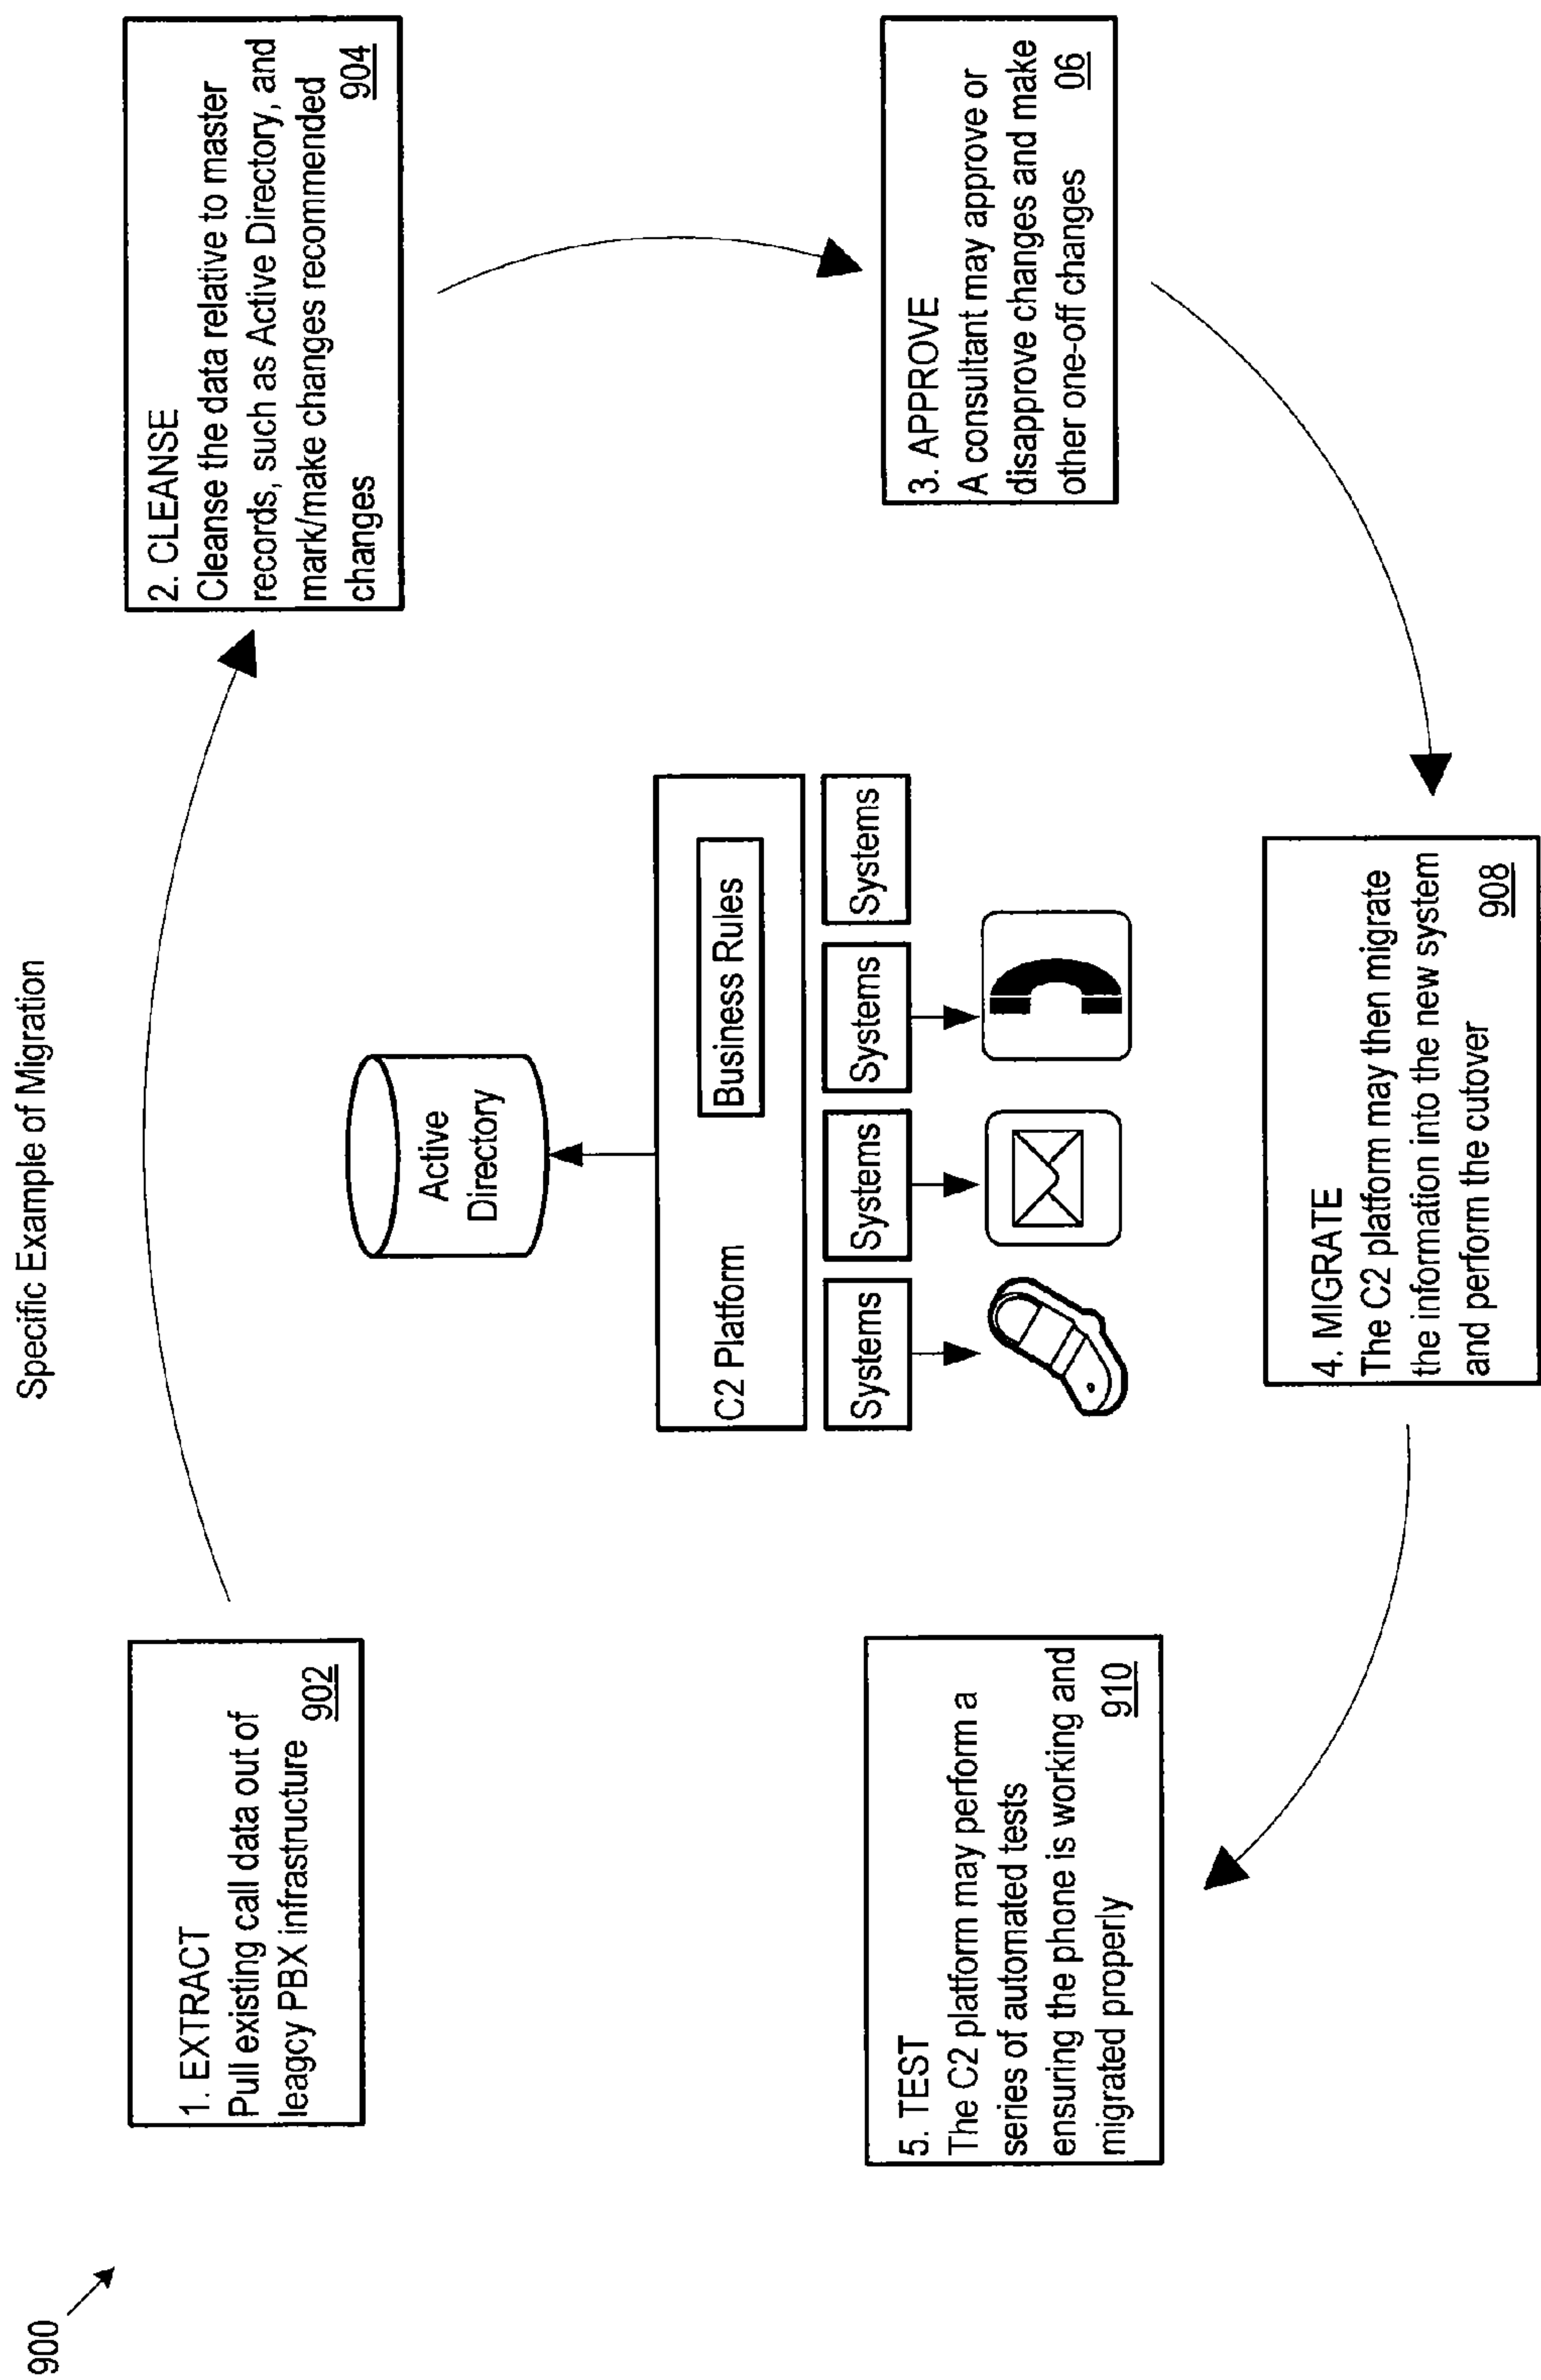 900
Specific Example of Migration
1. EXTRACT
Pull existing call data out of
leagcy PBX infrastructure
902
2. CLEANSE
Cleanse the data relative to master
records, such as Active Directory, and
mark/make changes recommended
changes
904
Active
Directory
C2 Platform
Business Rules
Systems
Systems
Systems
Systems
3. APPROVE
A consultant may approve or
disapprove changes and make
other one-off changes
06
4. MIGRATE
The C2 platform may then migrate
the information into the new system
and perform the cutover
908
5. TEST
The C2 platform may perform a
series of automated tests
ensuring the phone is working and
migrated properly
910